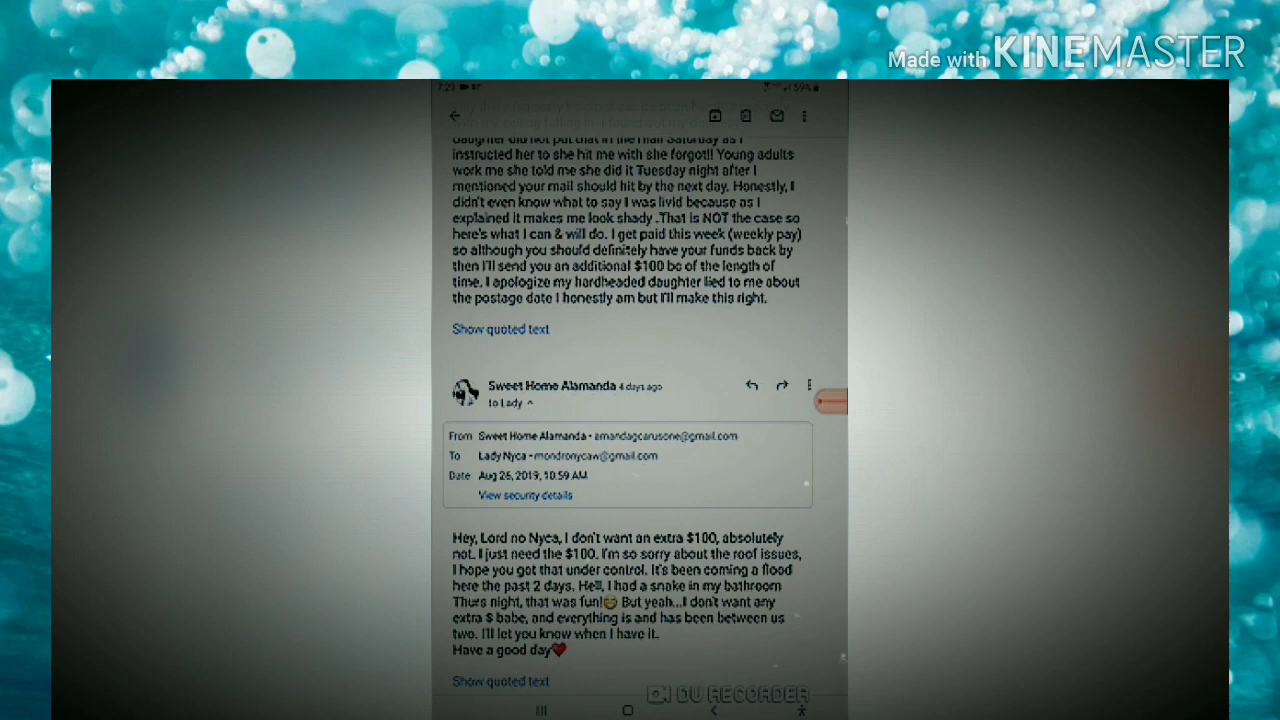 Made with KINEMASTER
7:21
59%
daughter did not put that in the mail Saturday as I
instructed her to she hit me with she forgot!! Young adults
work me she told me she did it Tuesday night after I
mentioned your mail should hit by the next day. Honestly, I
didn't even know what to say I was livid because as I
explained it makes me look shady .That is NOT the case so
here's what I can & will do. I get paid this week (weekly pay)
so although you should definitely have your funds back by
then I'll send you an additional $100 bc of the length of
time. I apologize my hardheaded daughter lied to me about
the postage date I honestly am but I'll make this right.
Show quoted text
Sweet Home Alamanda 4 days ago
to Lady
From Sweet Home Alamanda • amandagcarusone@gmail.com
To Lady Nyca • mondronycaw@gmail.com
Date Aug 26, 2019, 10:59 AM
View security details
Hey, Lord no Nyca, I don't want an extra $100, absolutely
not. I just need the $100. I'm so sorry about the roof issues,
I hope you got that under control. It's been coming a flood
here the past 2 days. Hell, I had a snake in my bathroom
Thurs night, that was fun!😁 But yeah...I don't want any
extra $ babe, and everything is and has been between us
two. I'll let you know when I have it.
Have a good day❤️
Show quoted text
DU RECORDER